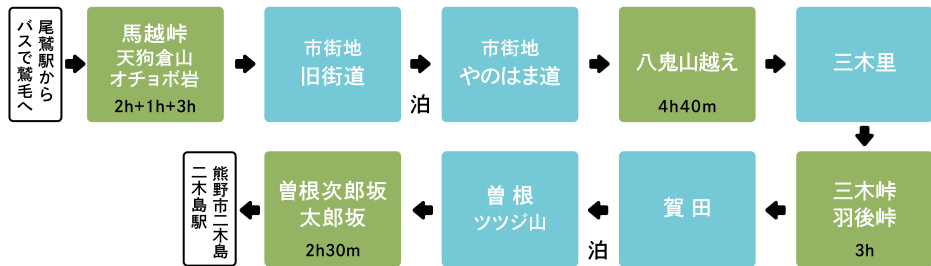 尾鷲駅から
バスで鷲毛へ
馬越峠
天狗倉山
オチョボ岩
2h+1h+3h
市街地
旧街道
泊
市街地
やのはま道
八鬼山越え
4h40m
三木里
三木峠
羽後峠
3h
賀田
泊
曽根
ツツジ山
曽根次郎坂
太郎坂
2h30m
熊野市二木島
二木島駅